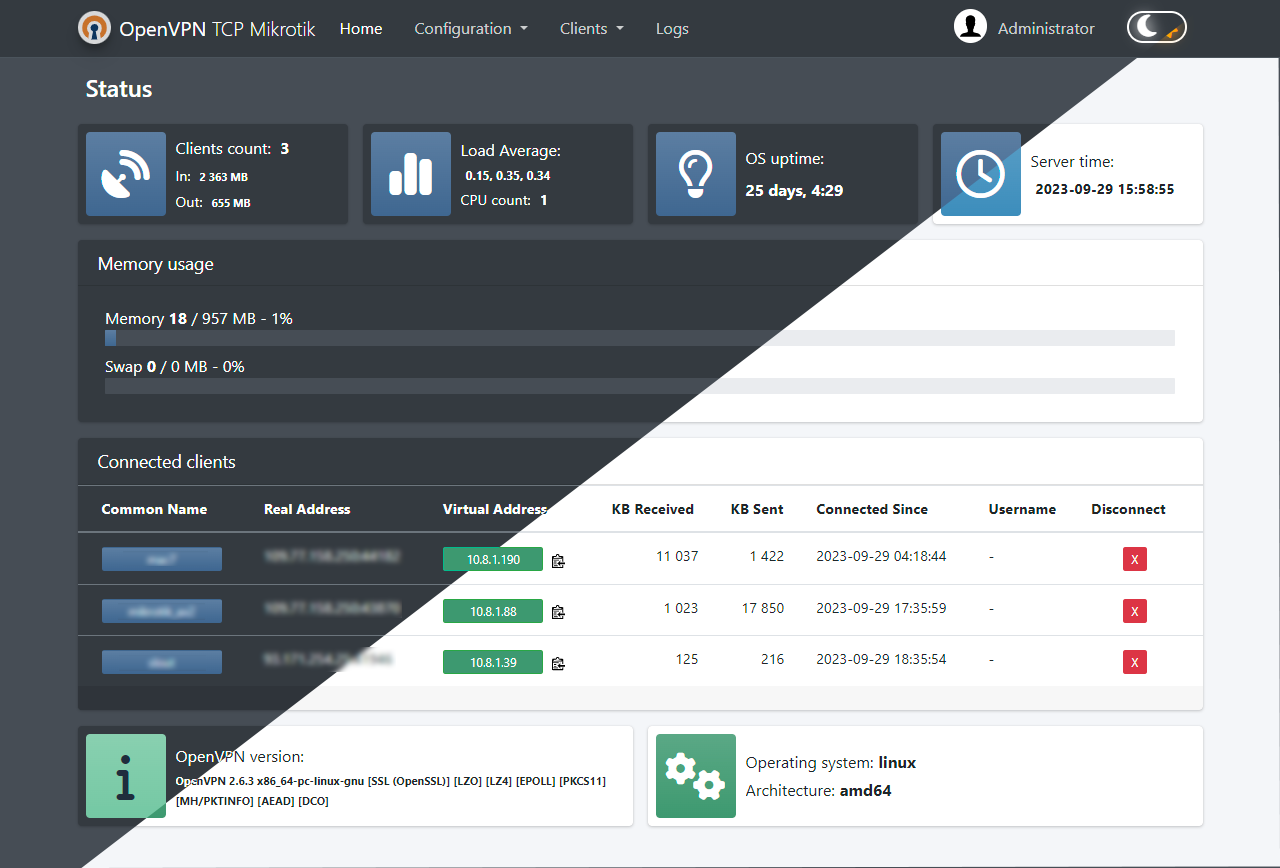 OpenVPN TCP Mikrotik Home Configuration Clients Logs Administrator
Status
Clients count: 3
In: 2 363 MB
Out: 655 MB
Load Average:
0.15, 0.35, 0.34
CPU count: 1
OS uptime:
25 days, 4:29
Server time:
2023-09-29 15:58:55
Memory usage
Memory 18 / 957 MB - 1%
Swap 0 / 0 MB - 0%
Connected clients
Common Name Real Address Virtual Address KB Received KB Sent Connected Since Username Disconnect
10.8.1.190 11 037 1 422 2023-09-29 04:18:44 - X
10.8.1.88 1 023 17 850 2023-09-29 17:35:59 - X
10.8.1.39 125 216 2023-09-29 18:35:54 - X
OpenVPN version:
OpenVPN 2.6.3 x86_64-pc-linux-gnu [SSL (OpenSSL)] [LZO] [LZ4] [EPOLL] [PKCS11]
[MH/PKTINFO] [AEAD] [DCO]
Operating system: linux
Architecture: amd64